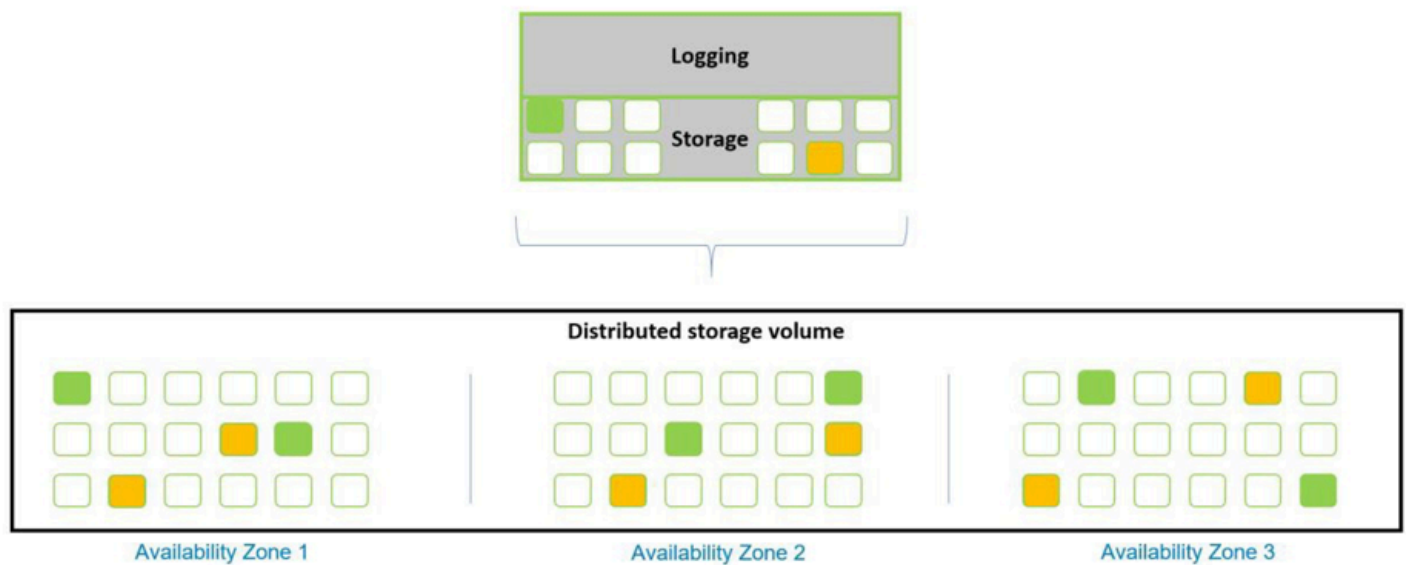 Logging
Storage
Distributed storage volume
Availability Zone 1
Availability Zone 2
Availability Zone 3